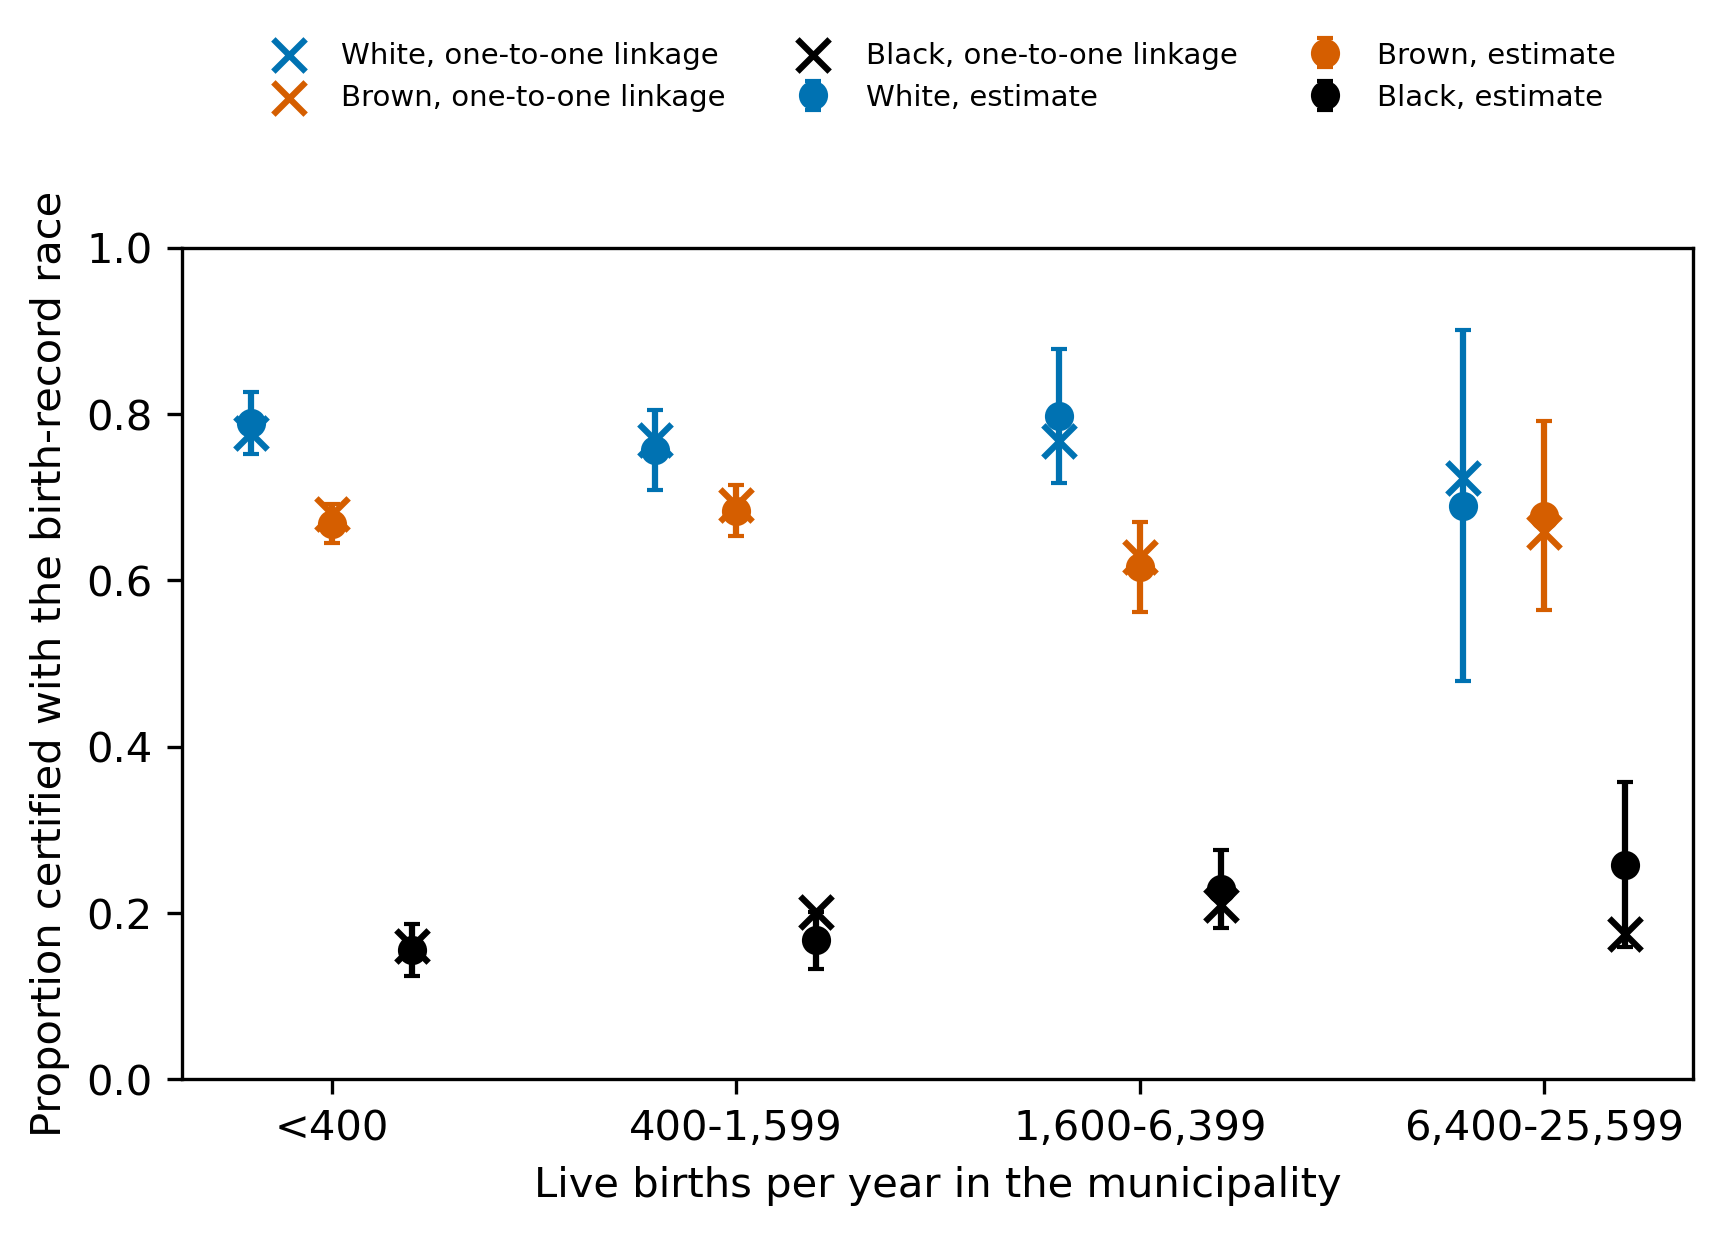 White, one-to-one linkage
Brown, one-to-one linkage
Black, one-to-one linkage
White, estimate
Brown, estimate
Black, estimate
Proportion certified with the birth-record race
1.0
0.8
0.6
0.4
0.2
0.0
<400
400-1,599
1,600-6,399
6,400-25,599
Live births per year in the municipality